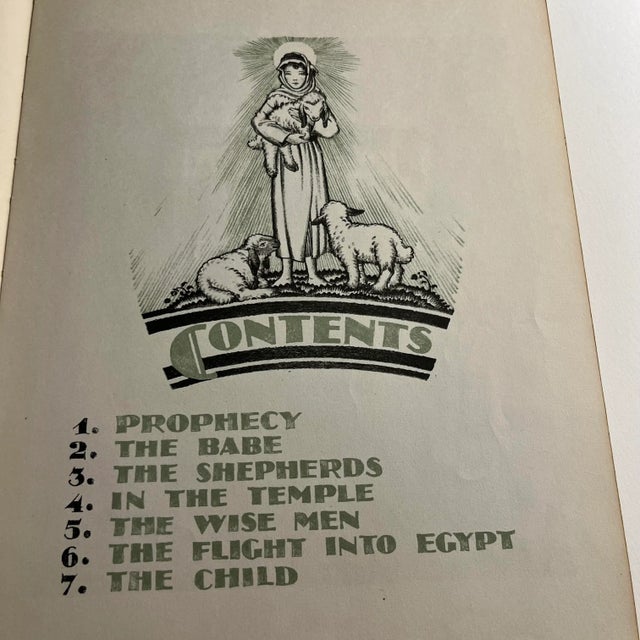 CONTENTS
1. PROPHECY
2. THE BABE
3. THE SHEPHERDS
4. IN THE TEMPLE
5. THE WISE MEN
6. THE FLIGHT INTO EGYPT
7. THE CHILD